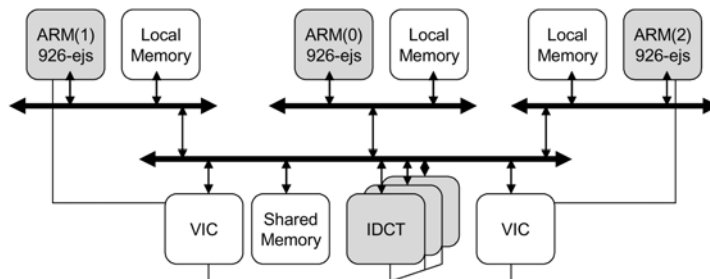 ARM(1)
926-ejs
Local
Memory
ARM(0)
926-ejs
Local
Memory
Local
Memory
ARM(2)
926-ejs
VIC
Shared
Memory
IDCT
VIC